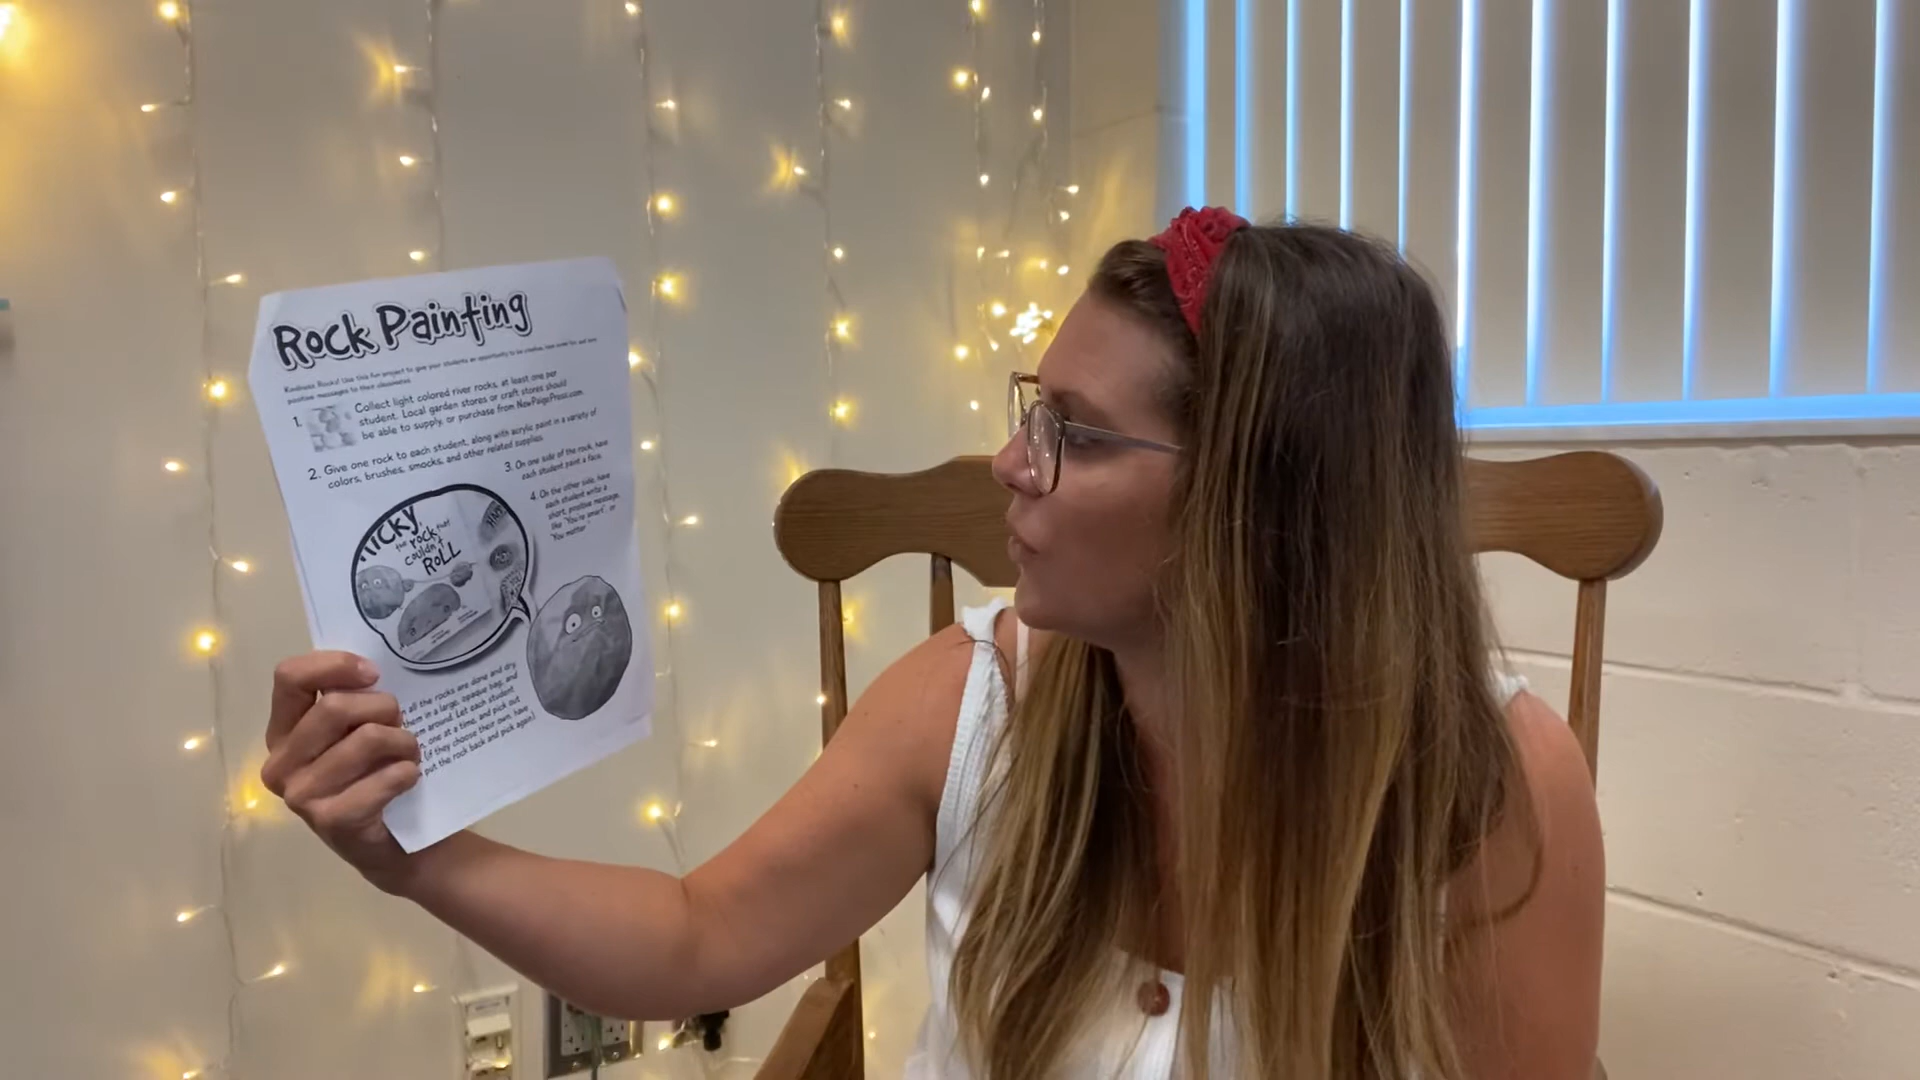 Rock Painting
Kindness Rocks! Use this fun project to give your students an opportunity to be creative, have some fun, and send
positive messages to their classmates.
1. Collect light colored river rocks, at least one per
student. Local garden stores or craft stores should
be able to supply, or purchase from NowPaigePress.com.
2. Give one rock to each student, along with acrylic paint in a variety of
colors, brushes, smocks, and other related supplies.
3. On one side of the rock, have
each student paint a face.
4. On the other side, have
each student write a
short, positive message,
like "You're smart" or
"You matter."
RICKY,
the rock that
couldn't
ROLL
all the rocks are done and dry,
them in a large, opaque bag, and
around. Let each student
one at a time, and pick out
(if they choose their own, have
put the rock back and pick again)